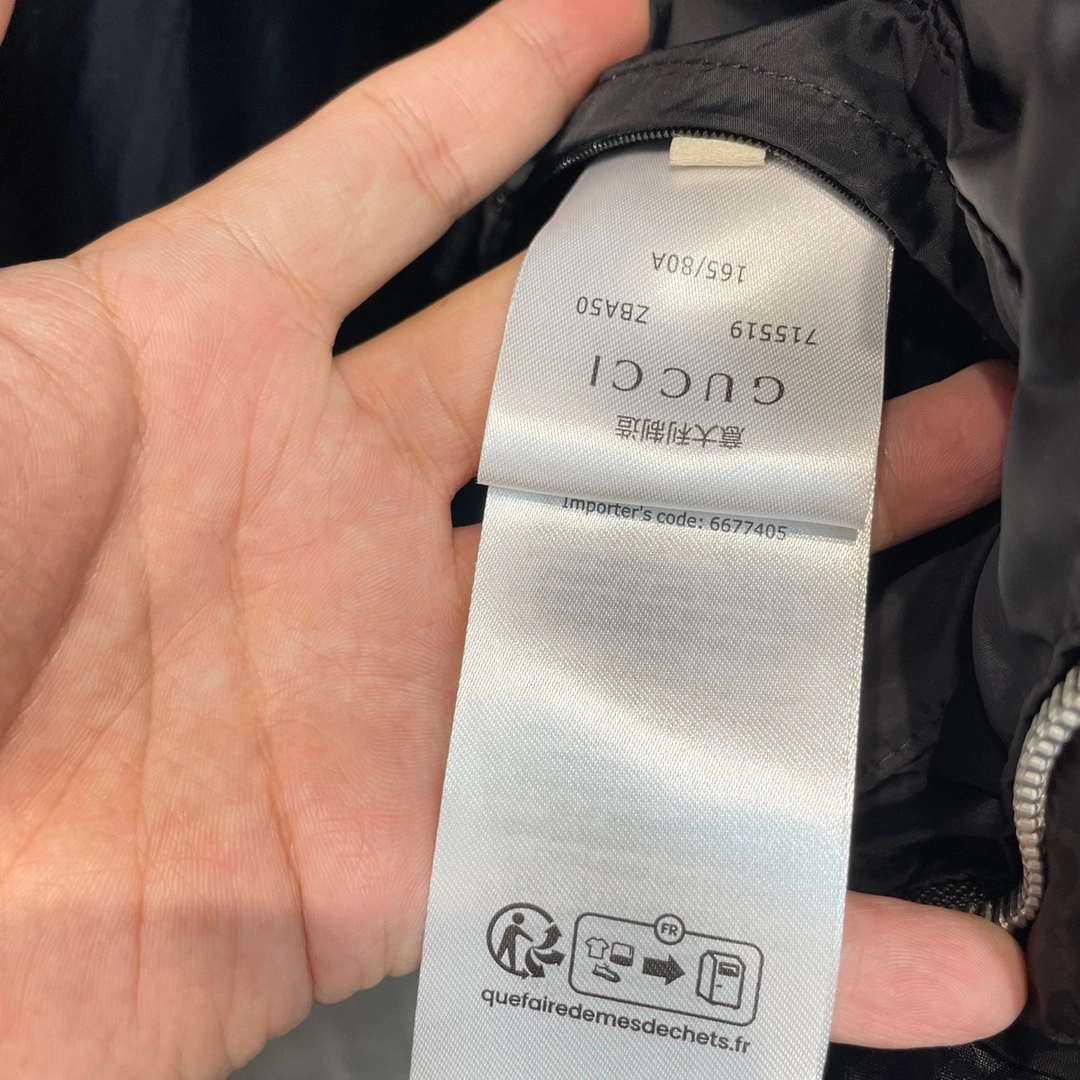 意大利制造
GUCCI
715519 ZBA50
165/80A
Importer's code: 6677405
FR
quefairedemesdechets.fr